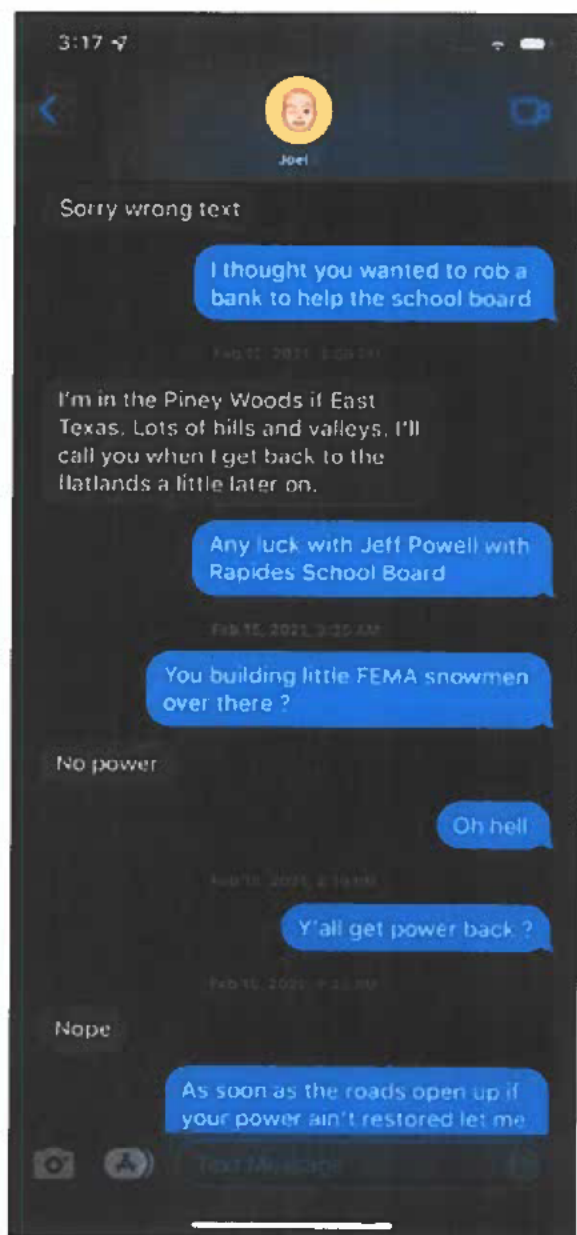 3:17
Joel
Sorry wrong text
I thought you wanted to rob a
bank to help the school board
I'm in the Piney Woods if East
Texas. Lots of hills and valleys. I'll
call you when I get back to the
flatlands a little later on.
Any luck with Jeff Powell with
Rapides School Board
Feb 15, 2021,
You building little FEMA snowmen
over there ?
No power
Oh hell
Y'all get power back ?
Nope
As soon as the roads open up if
your power ain't restored let me
Text Message